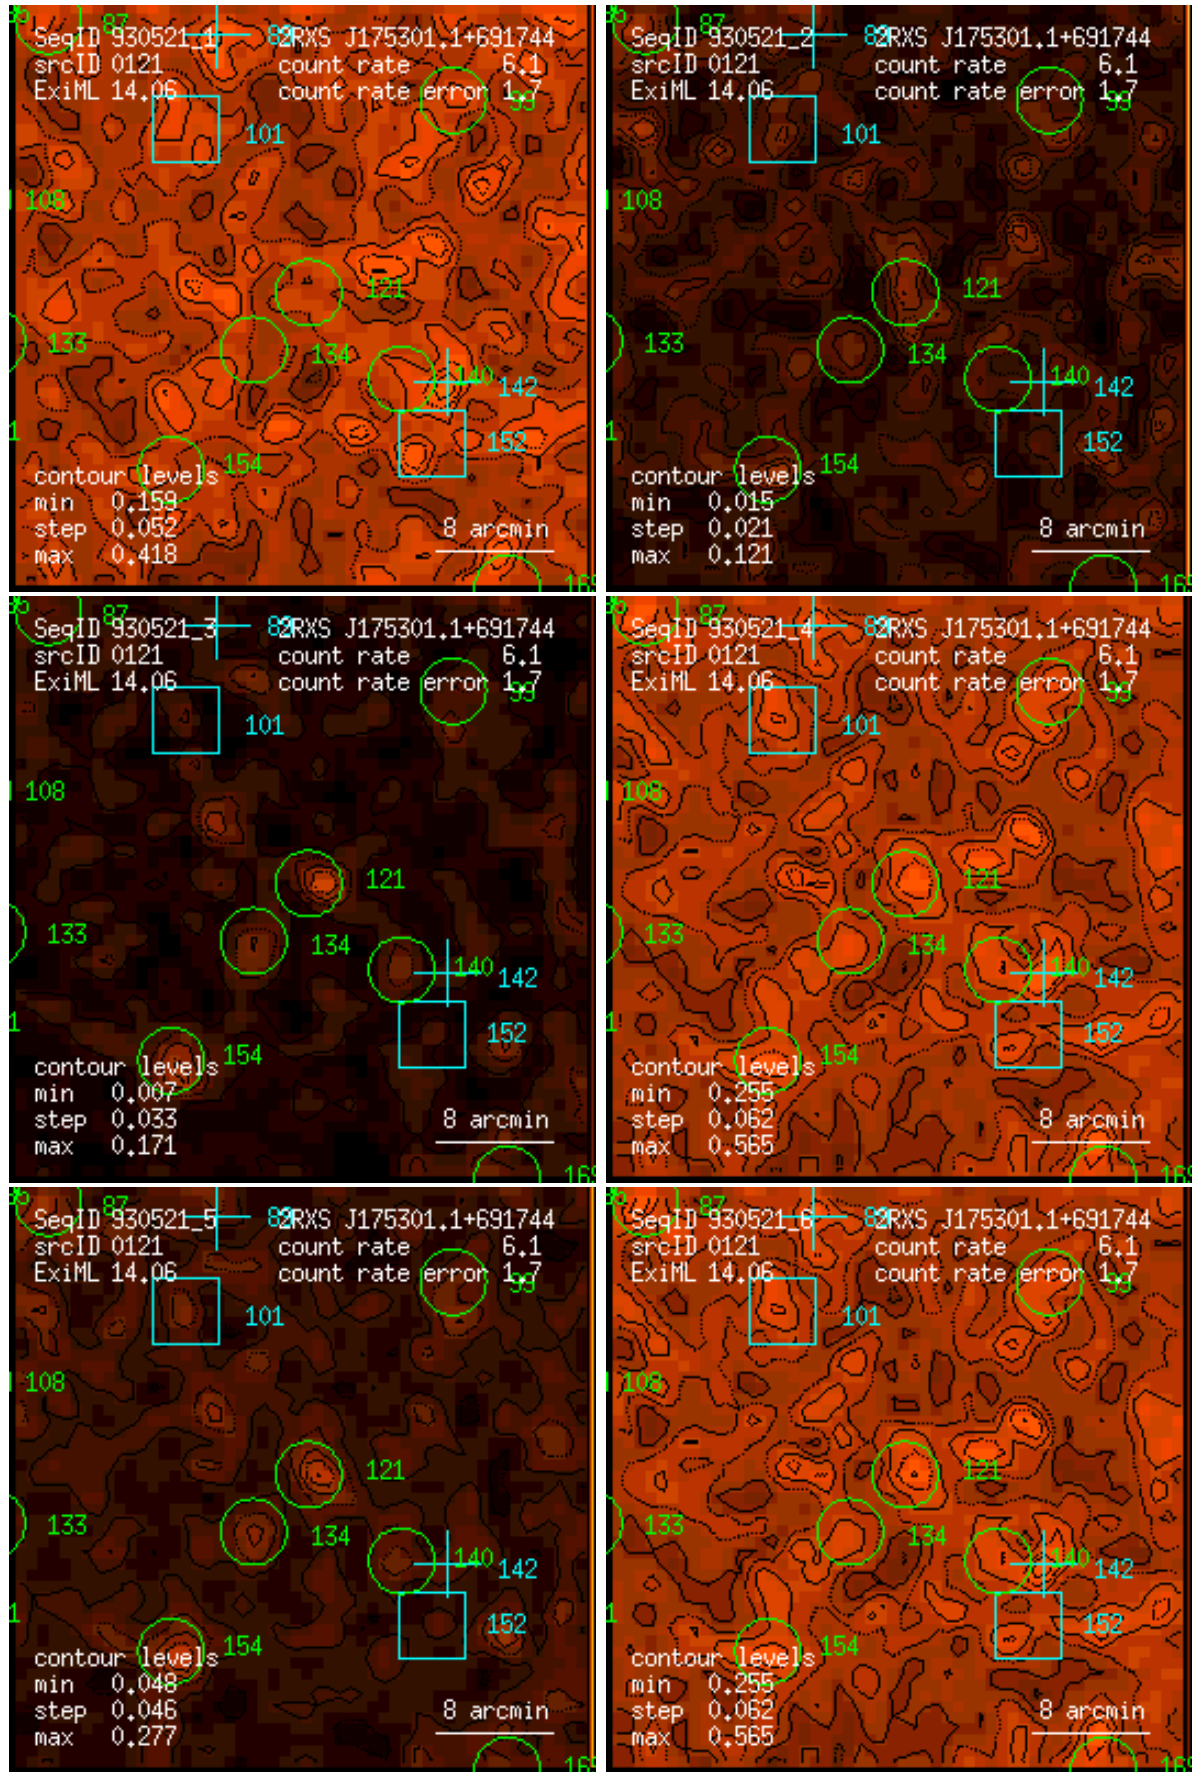 87
SeqID 930521_1
2RXS J175301.1+691744
srcID 0121
count rate 6.1
ExiML 14.06
count rate error 1.7
99
101
108
121
133
134
140
142
152
154
contour levels
min 0.159
step 0.052
8 arcmin
max 0.418
87
SeqID 930521_2
2RXS J175301.1+691744
srcID 0121
count rate 6.1
ExiML 14.06
count rate error 1.7
99
101
108
121
133
134
140
142
152
154
contour levels
min 0.015
step 0.021
8 arcmin
max 0.121
87
SeqID 930521_3
2RXS J175301.1+691744
srcID 0121
count rate 6.1
ExiML 14.06
count rate error 1.7
99
101
108
121
133
134
140
142
152
154
contour levels
min 0.007
step 0.033
8 arcmin
max 0.171
87
SeqID 930521_4
2RXS J175301.1+691744
srcID 0121
count rate 6.1
ExiML 14.06
count rate error 1.7
99
101
108
121
133
134
140
142
152
154
contour levels
min 0.255
step 0.062
8 arcmin
max 0.565
87
SeqID 930521_5
2RXS J175301.1+691744
srcID 0121
count rate 6.1
ExiML 14.06
count rate error 1.7
99
101
108
121
133
134
140
142
152
154
contour levels
min 0.048
step 0.046
8 arcmin
max 0.277
87
SeqID 930521_6
2RXS J175301.1+691744
srcID 0121
count rate 6.1
ExiML 14.06
count rate error 1.7
99
101
108
121
133
134
140
142
152
154
contour levels
min 0.255
step 0.062
8 arcmin
max 0.565